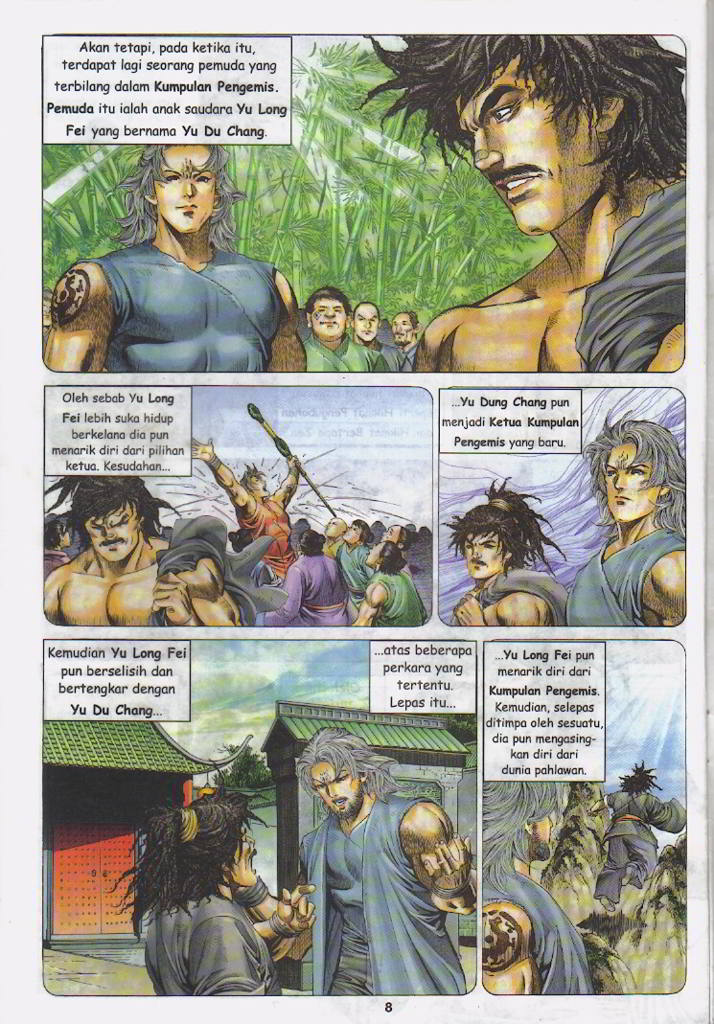 Akan tetapi, pada ketika itu,
terdapat lagi seorang pemuda yang
terbilang dalam Kumpulan Pengemis.
Pemuda itu ialah anak saudara Yu Long
Fei yang bernama Yu Du Chang.
Oleh sebab Yu Long
Fei lebih suka hidup
berkelana dia pun
menarik diri dari pilihan
ketua. Kesudahan...
...Yu Dung Chang pun
menjadi Ketua Kumpulan
Pengemis yang baru.
Kemudian Yu Long Fei
pun berselisih dan
bertengkar dengan
Yu Du Chang...
...atas beberapa
perkara yang
tertentu.
Lepas itu...
...Yu Long Fei pun
menarik diri dari
Kumpulan Pengemis.
Kemudian, selepas
ditimpa oleh sesuatu,
dia pun mengasing-
kan diri dari
dunia pahlawan.
8